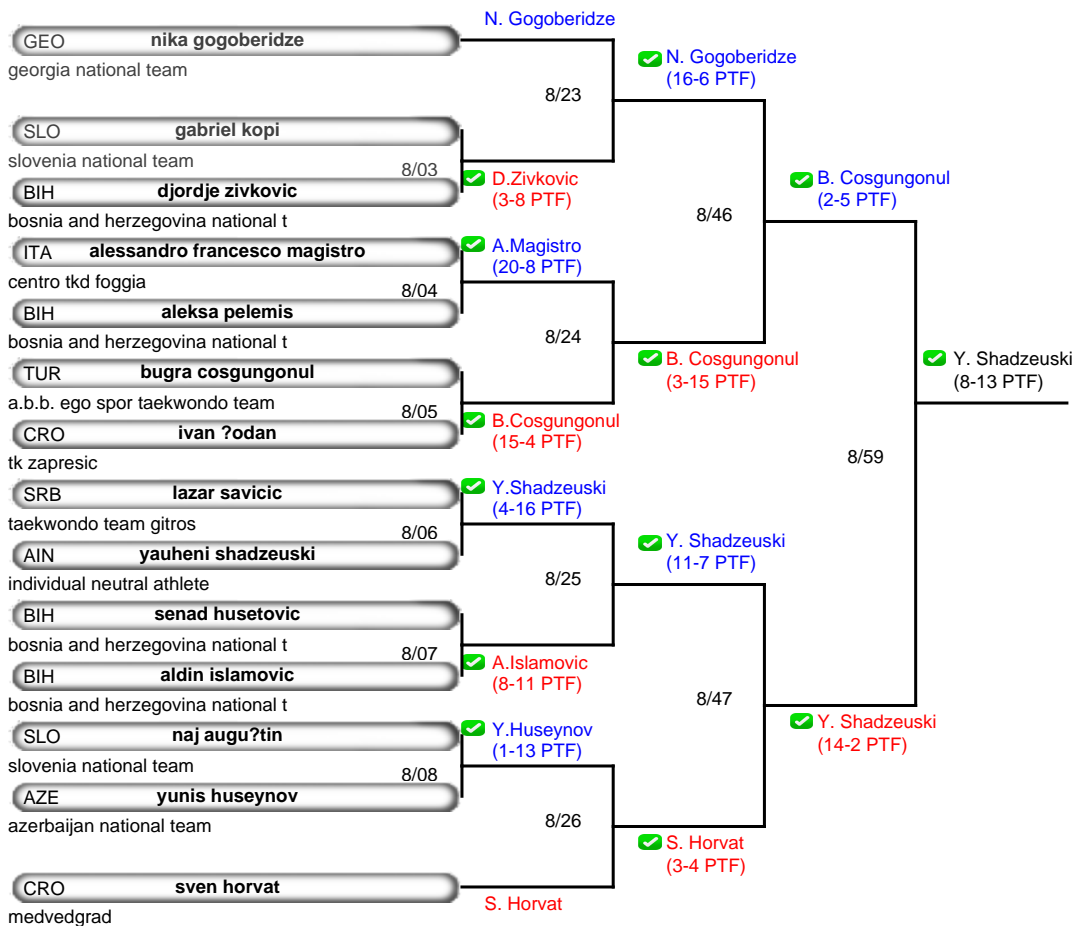 N. Gogoberidze
GEO nika gogoberidze
georgia national team
N. Gogoberidze
(16-6 PTF)
8/23
SLO gabriel kopi
slovenia national team
8/03
D.Zivkovic
(3-8 PTF)
BIH djordje zivkovic
bosnia and herzegovina national t
B. Cosgungonul
(2-5 PTF)
8/46
ITA alessandro francesco magistro
A.Magistro
(20-8 PTF)
centro tkd foggia
8/04
BIH aleksa pelemis
bosnia and herzegovina national t
8/24
B. Cosgungonul
(3-15 PTF)
TUR bugra cosgungonul
a.b.b. ego spor taekwondo team
8/05
B.Cosgungonul
(15-4 PTF)
CRO ivan ?odan
tk zapresic
Y. Shadzeuski
(8-13 PTF)
8/59
SRB lazar savicic
Y.Shadzeuski
(4-16 PTF)
taekwondo team gitros
8/06
AIN yauheni shadzeuski
individual neutral athlete
Y. Shadzeuski
(11-7 PTF)
8/25
BIH senad husetovic
bosnia and herzegovina national t
8/07
A.Islamovic
(8-11 PTF)
BIH aldin islamovic
bosnia and herzegovina national t
8/47
Y. Shadzeuski
(14-2 PTF)
SLO naj augu?tin
Y.Huseynov
(1-13 PTF)
slovenia national team
8/08
AZE yunis huseynov
azerbaijan national team
8/26
S. Horvat
(3-4 PTF)
CRO sven horvat
S. Horvat
medvedgrad